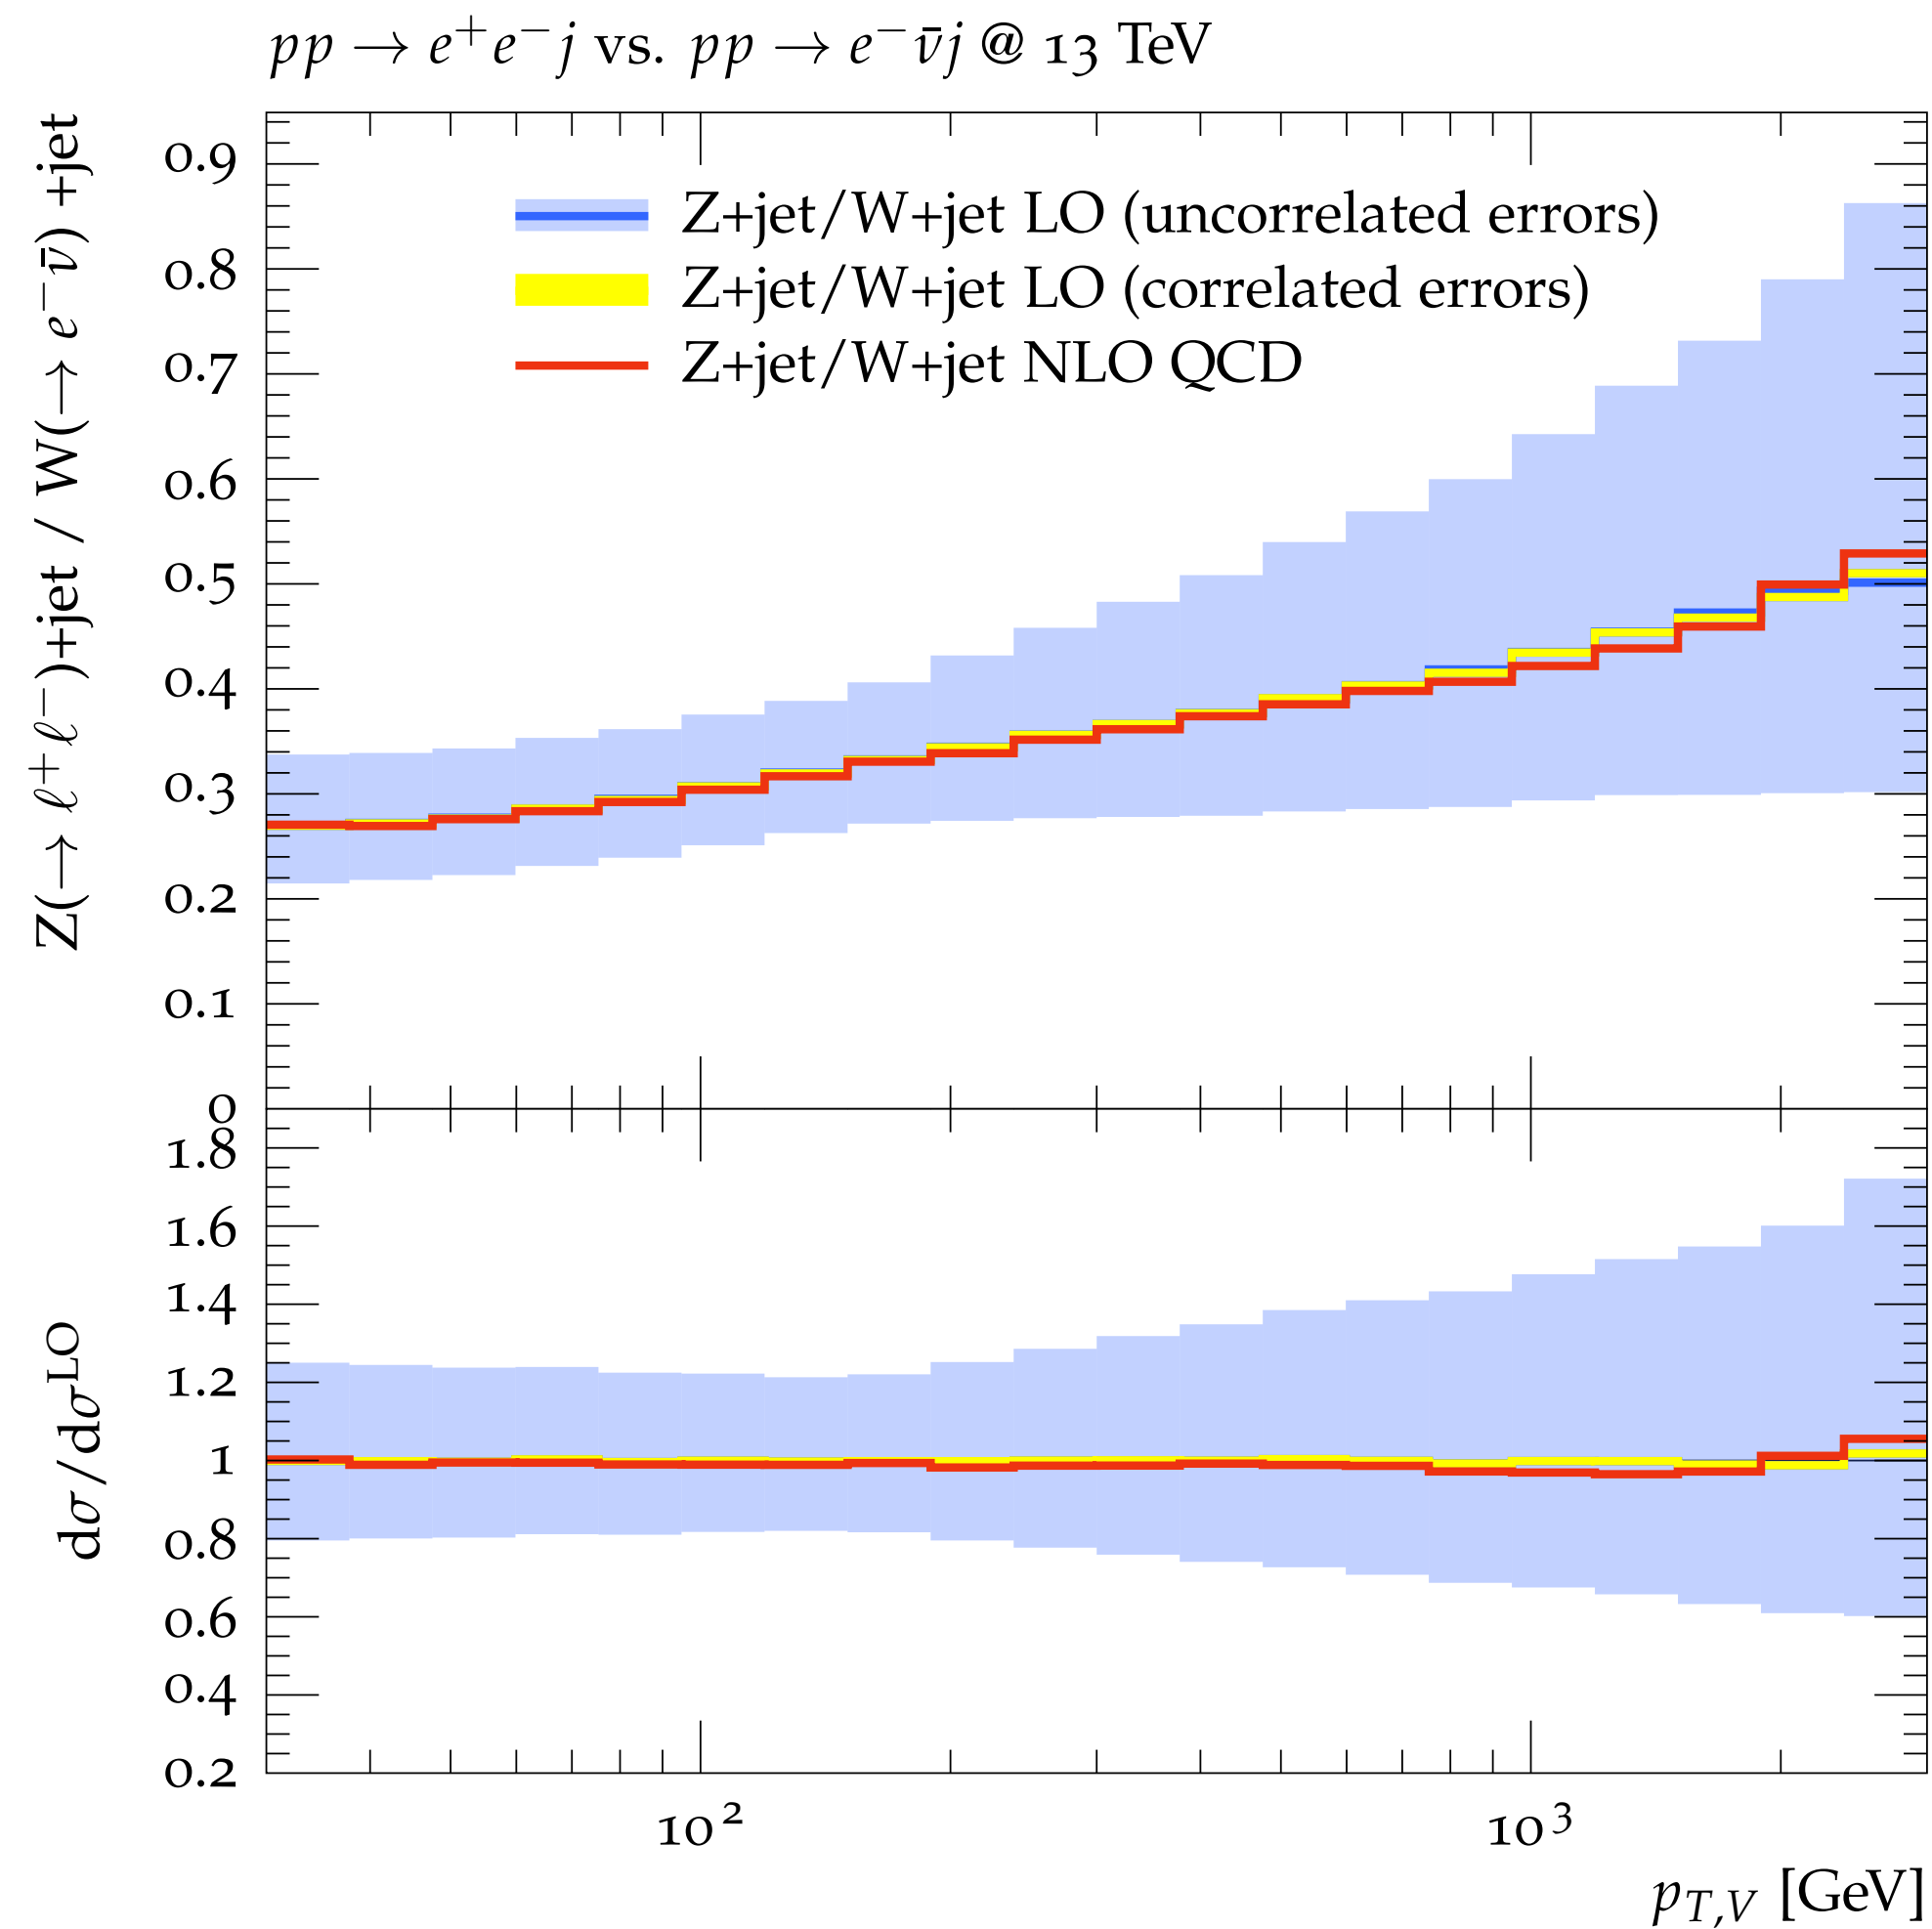 pp → e⁺e⁻j vs. pp → e⁻ν̄j @ 13 TeV
Z(→ ℓ⁺ℓ⁻)+jet / W(→ e⁻ν̄) +jet
0.9
0.8
0.7
0.6
0.5
0.4
0.3
0.2
0.1
0
Z+jet/W+jet LO (uncorrelated errors)
Z+jet/W+jet LO (correlated errors)
Z+jet/W+jet NLO QCD
dσ/dσ^LO
1.8
1.6
1.4
1.2
1
0.8
0.6
0.4
0.2
10² 10³
p_{T,V} [GeV]